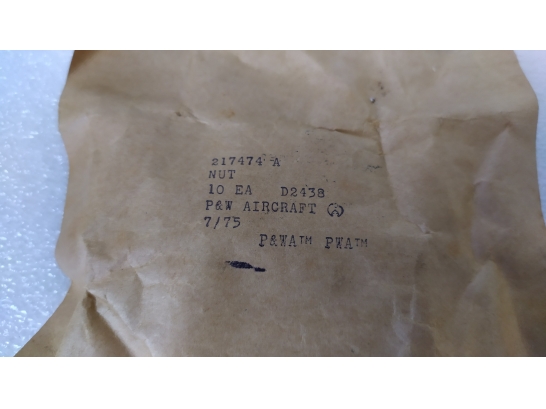 217474 A
NUT
10 EA D2438
P&W AIRCRAFT
7/75
P&WA™ PWA™